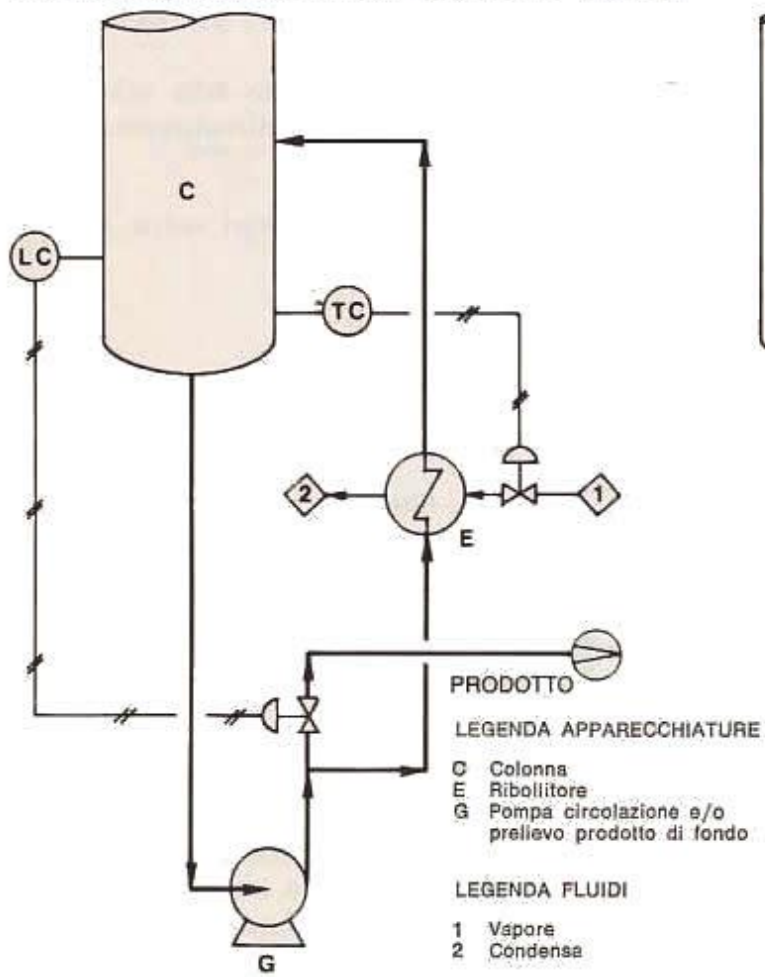 C
LC
TC
2
1
E
PRODOTTO
LEGENDA APPARECCHIATURE
C Colonna
E Ribollitore
G Pompa circolazione e/o
prelievo prodotto di fondo
LEGENDA FLUIDI
1 Vapore
2 Condensa
G